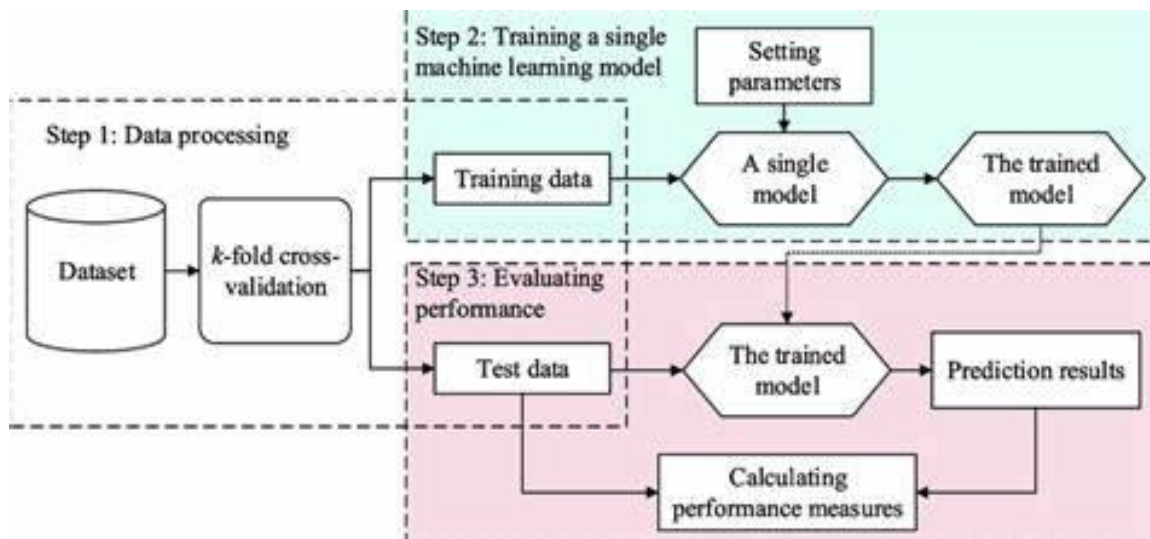 Step 2: Training a single
machine learning model
Setting
parameters
Step 1: Data processing
Training data
A single
model
The trained
model
Dataset
k-fold cross-
validation
Step 3: Evaluating
performance
Test data
The trained
model
Prediction results
Calculating
performance measures